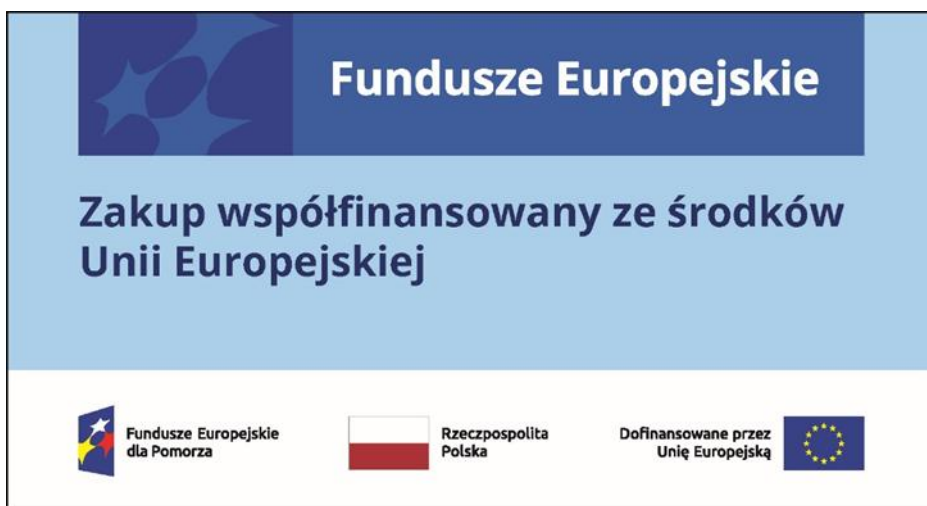 Fundusze Europejskie
Zakup współfinansowany ze środków
Unii Europejskiej
Fundusze Europejskie
dla Pomorza
Rzeczpospolita
Polska
Dofinansowane przez
Unię Europejską